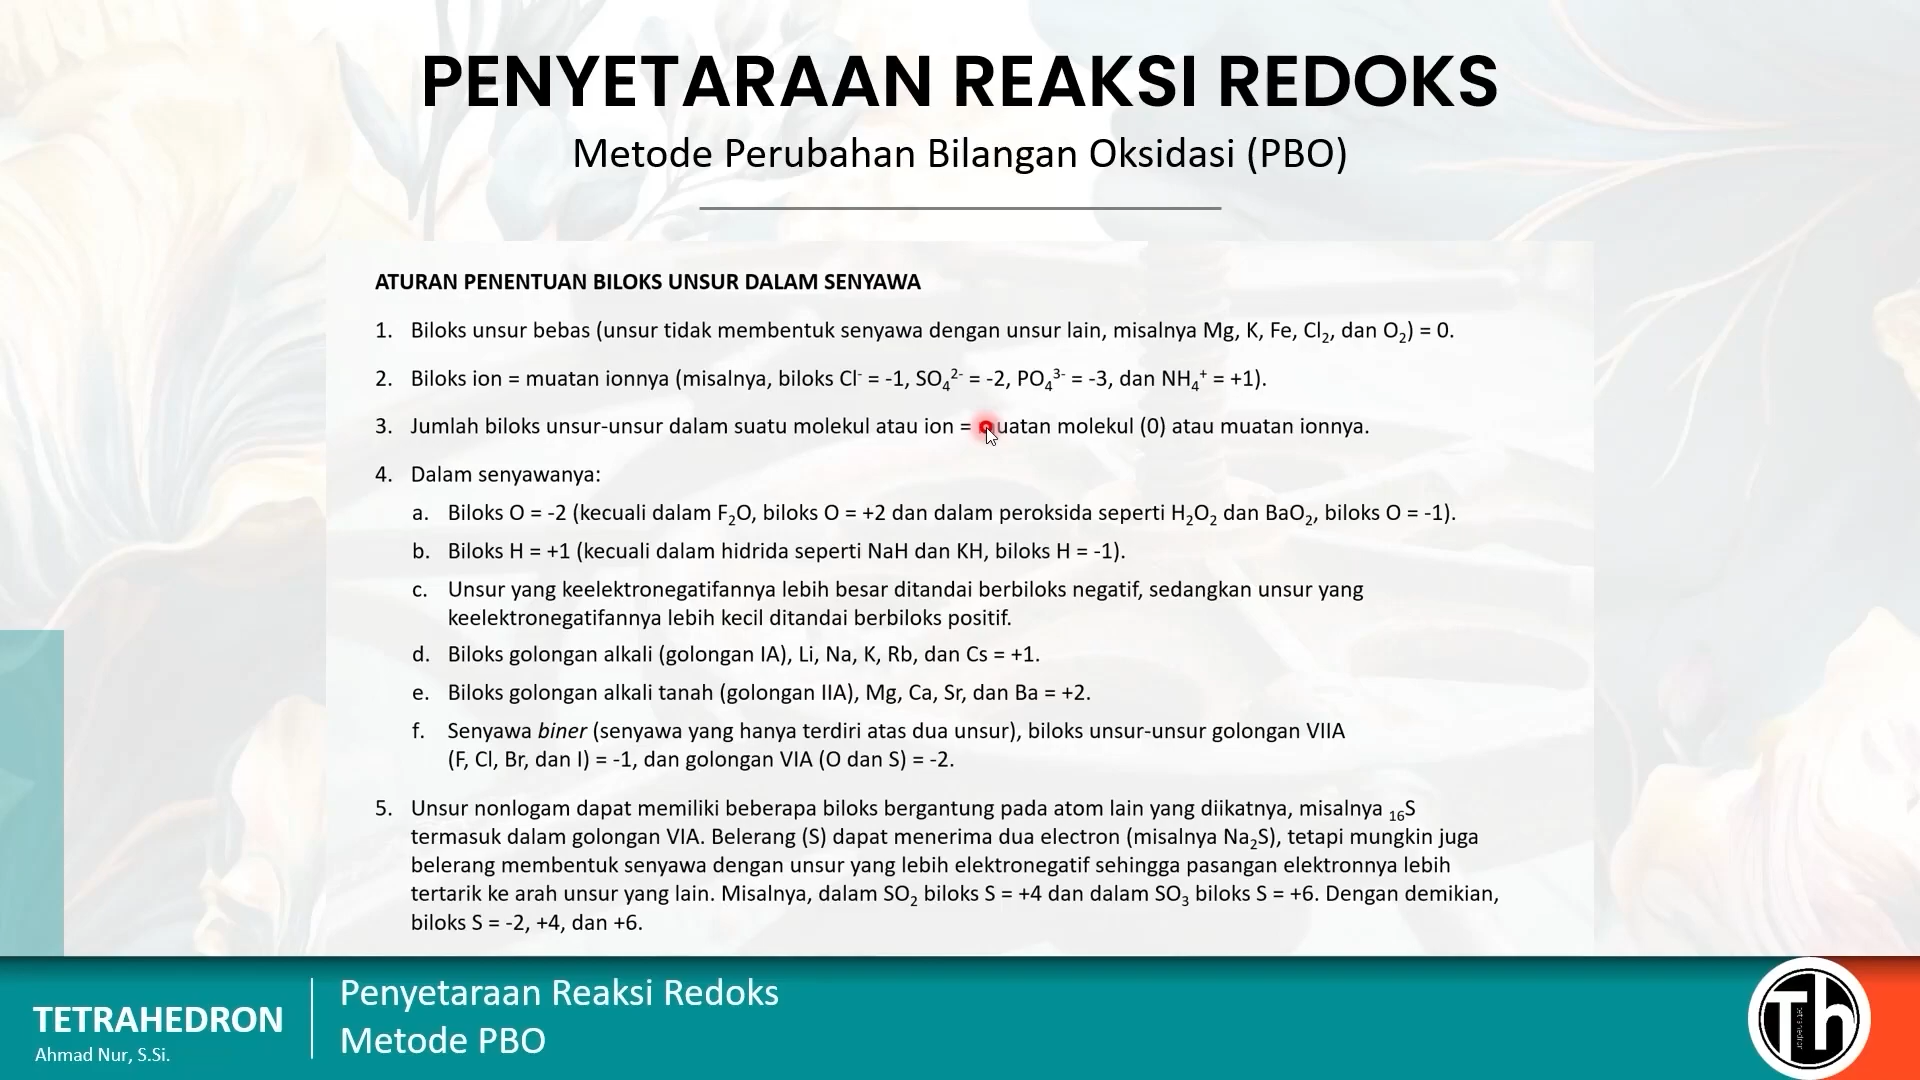 PENYETARAAN REAKSI REDOKS
Metode Perubahan Bilangan Oksidasi (PBO)
ATURAN PENENTUAN BILOKS UNSUR DALAM SENYAWA
1. Biloks unsur bebas (unsur tidak membentuk senyawa dengan unsur lain, misalnya Mg, K, Fe, Cl₂, dan O₂) = 0.
2. Biloks ion = muatan ionnya (misalnya, biloks Cl⁻ = -1, SO₄²⁻ = -2, PO₄³⁻ = -3, dan NH₄⁺ = +1).
3. Jumlah biloks unsur-unsur dalam suatu molekul atau ion = muatan molekul (0) atau muatan ionnya.
4. Dalam senyawanya:
a. Biloks O = -2 (kecuali dalam F₂O, biloks O = +2 dan dalam peroksida seperti H₂O₂ dan BaO₂, biloks O = -1).
b. Biloks H = +1 (kecuali dalam hidrida seperti NaH dan KH, biloks H = -1).
c. Unsur yang keelektronegatifannya lebih besar ditandai berbiloks negatif, sedangkan unsur yang
keelektronegatifannya lebih kecil ditandai berbiloks positif.
d. Biloks golongan alkali (golongan IA), Li, Na, K, Rb, dan Cs = +1.
e. Biloks golongan alkali tanah (golongan IIA), Mg, Ca, Sr, dan Ba = +2.
f. Senyawa biner (senyawa yang hanya terdiri atas dua unsur), biloks unsur-unsur golongan VIIA
(F, Cl, Br, dan I) = -1, dan golongan VIA (O dan S) = -2.
5. Unsur nonlogam dapat memiliki beberapa biloks bergantung pada atom lain yang diikatnya, misalnya ₁₆S
termasuk dalam golongan VIA. Belerang (S) dapat menerima dua electron (misalnya Na₂S), tetapi mungkin juga
belerang membentuk senyawa dengan unsur yang lebih elektronegatif sehingga pasangan elektronnya lebih
tertarik ke arah unsur yang lain. Misalnya, dalam SO₂ biloks S = +4 dan dalam SO₃ biloks S = +6. Dengan demikian,
biloks S = -2, +4, dan +6.
TETRAHEDRON
Ahmad Nur, S.Si.
Penyetaraan Reaksi Redoks
Metode PBO
Th
tetrahedron